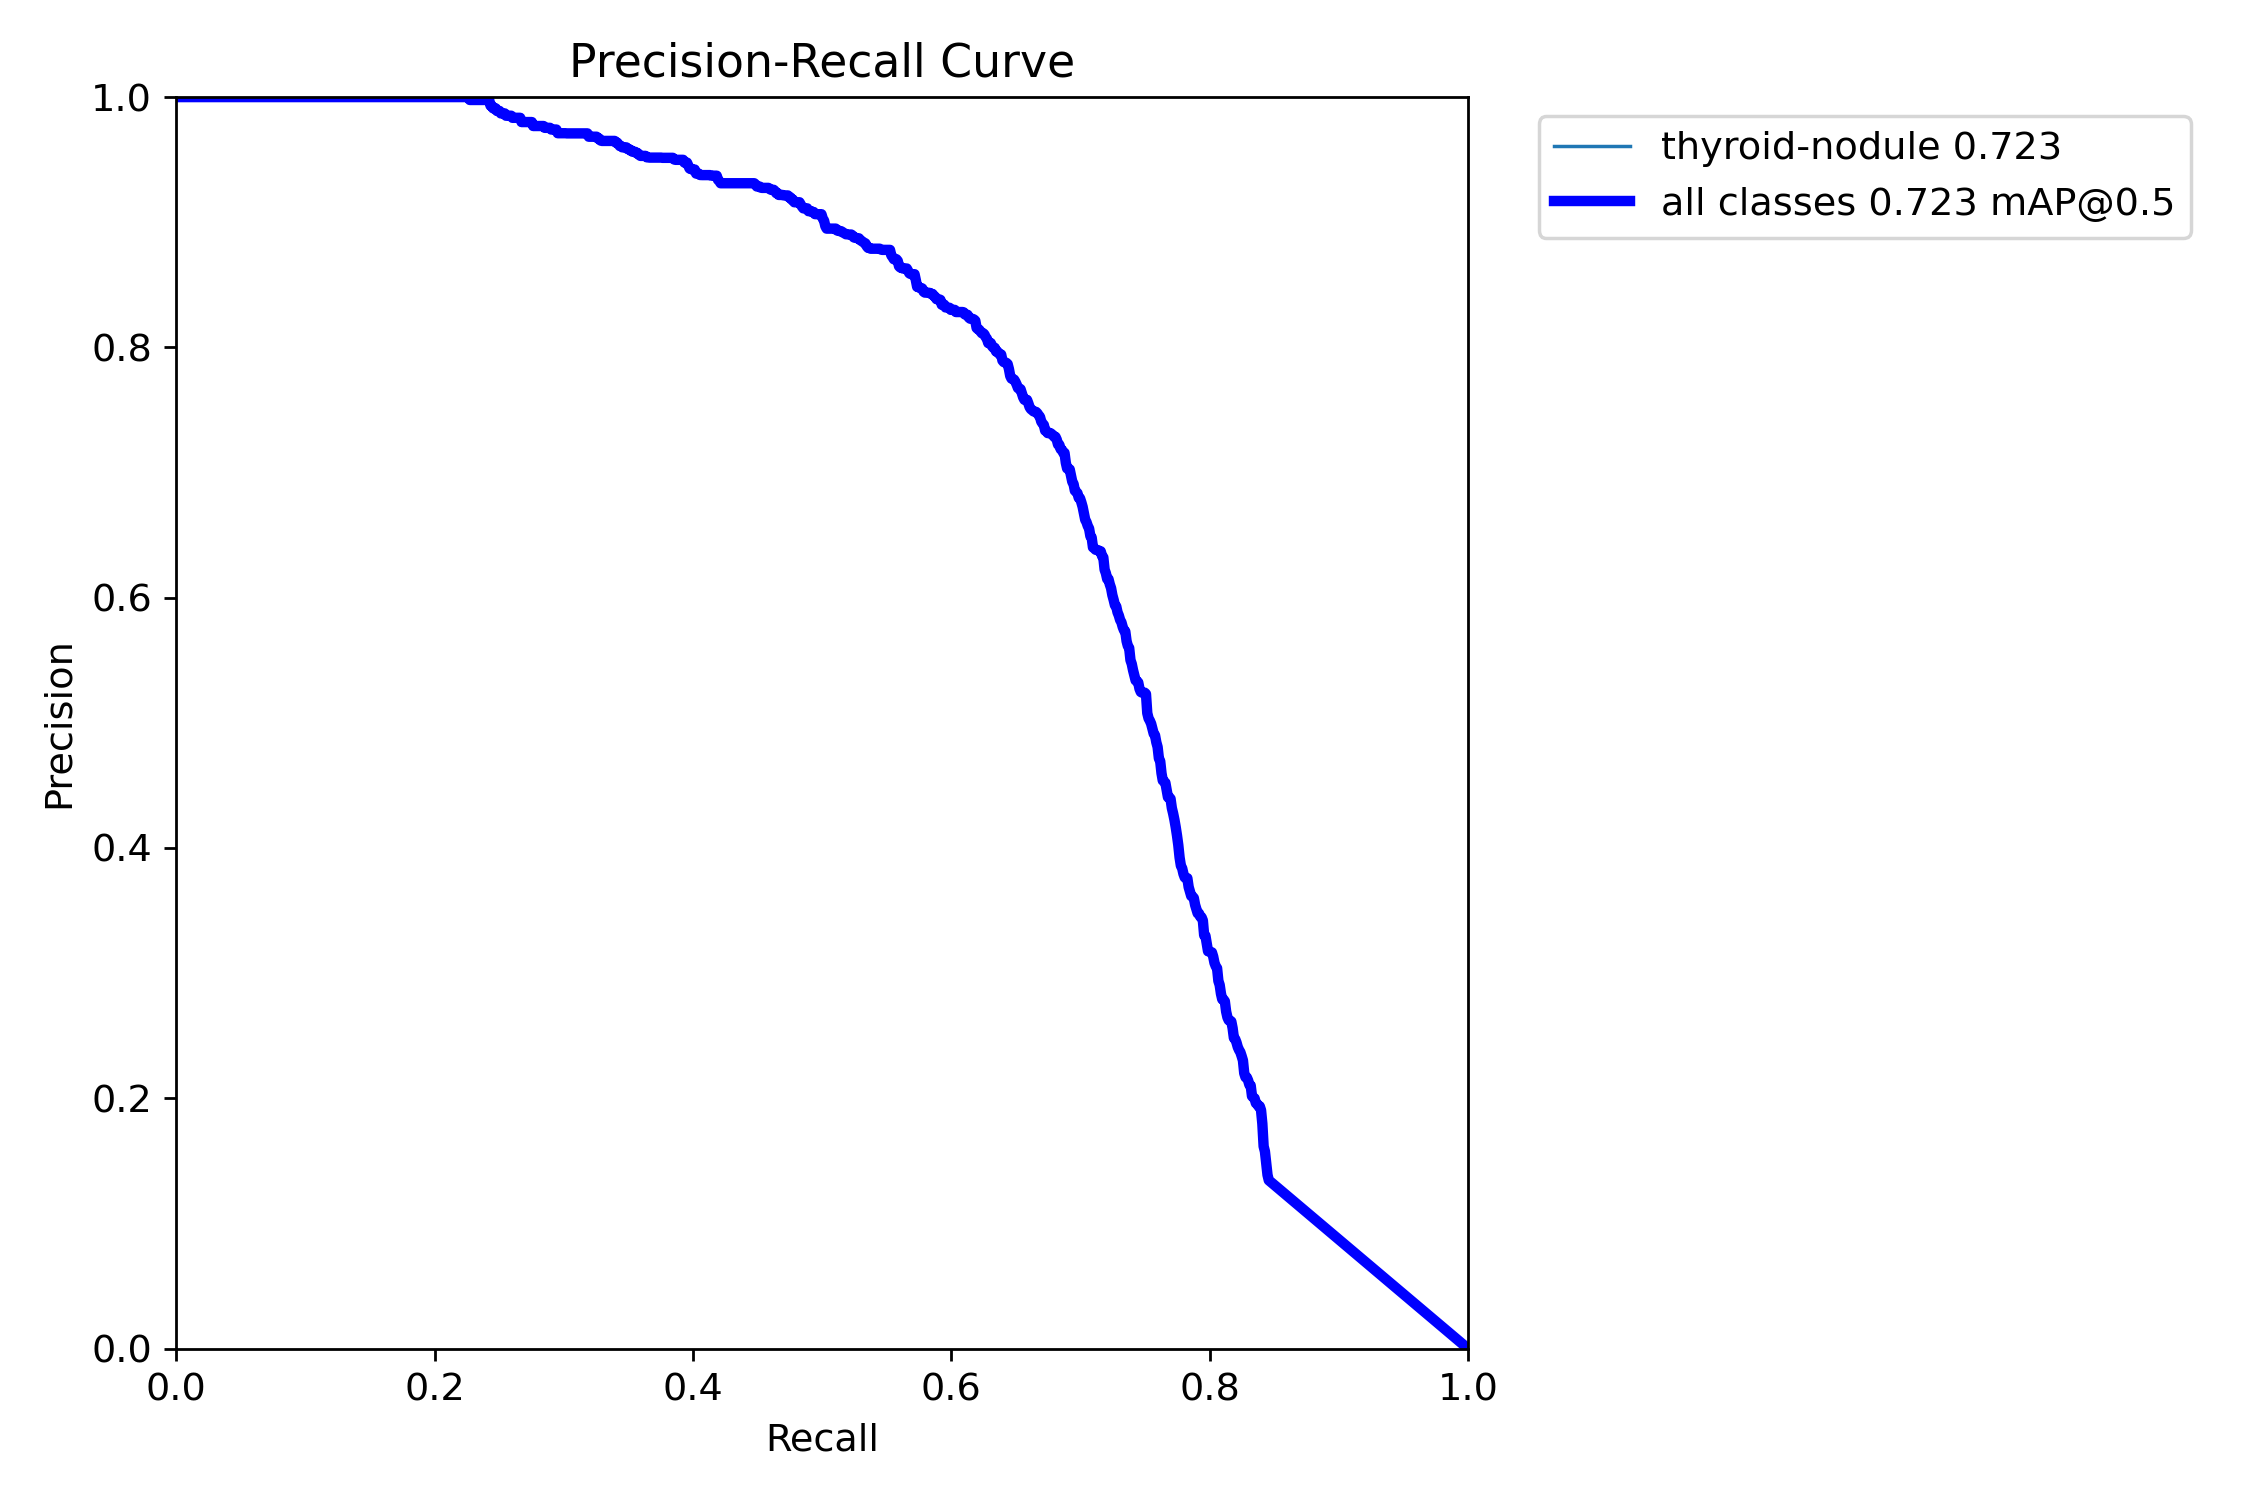 Precision-Recall Curve
1.0
0.8
0.6
0.4
0.2
0.0
Precision
0.0 0.2 0.4 0.6 0.8 1.0
Recall
thyroid-nodule 0.723
all classes 0.723 mAP@0.5